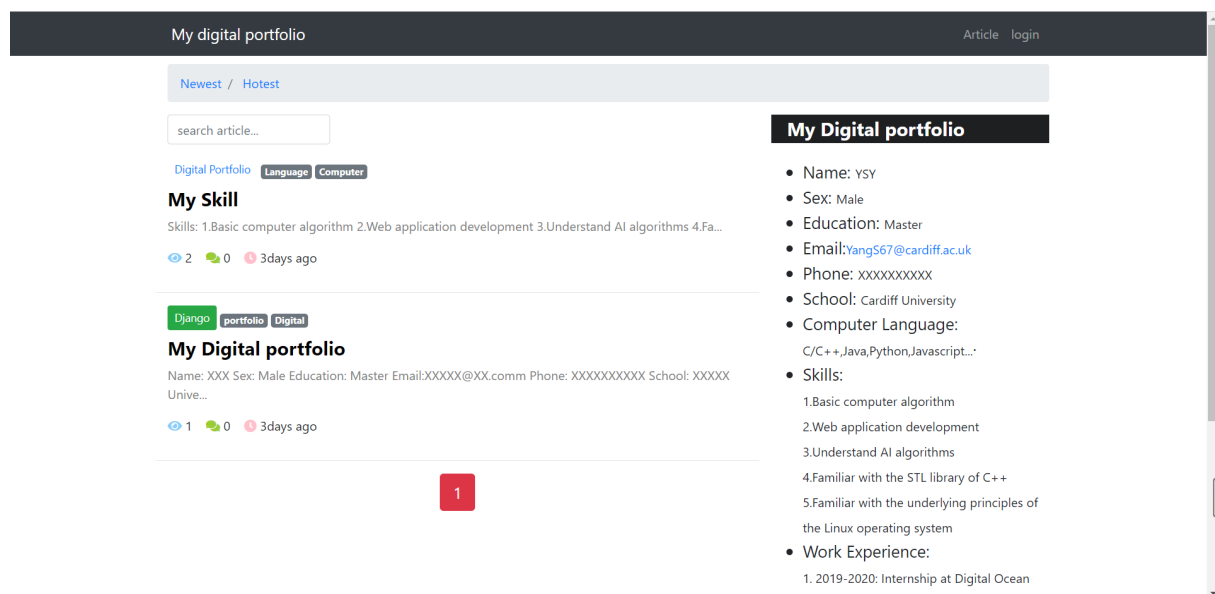 My digital portfolio
Article login
Newest / Hotest
search article...
Digital Portfolio Language Computer
My Skill
Skills: 1.Basic computer algorithm 2.Web application development 3.Understand AI algorithms 4.Fa...
2 0 3days ago
Django portfolio Digital
My Digital portfolio
Name: XXX Sex: Male Education: Master Email:XXXXX@XX.comm Phone: XXXXXXXXXX School: XXXXX
Unive...
1 0 3days ago
1
My Digital portfolio
Name: YSY
Sex: Male
Education: Master
Email:YangS67@cardiff.ac.uk
Phone: XXXXXXXXXX
School: Cardiff University
Computer Language:
C/C++,Java,Python,Javascript...·
Skills:
1.Basic computer algorithm
2.Web application development
3.Understand AI algorithms
4.Familiar with the STL library of C++
5.Familiar with the underlying principles of
the Linux operating system
Work Experience:
1. 2019-2020: Internship at Digital Ocean